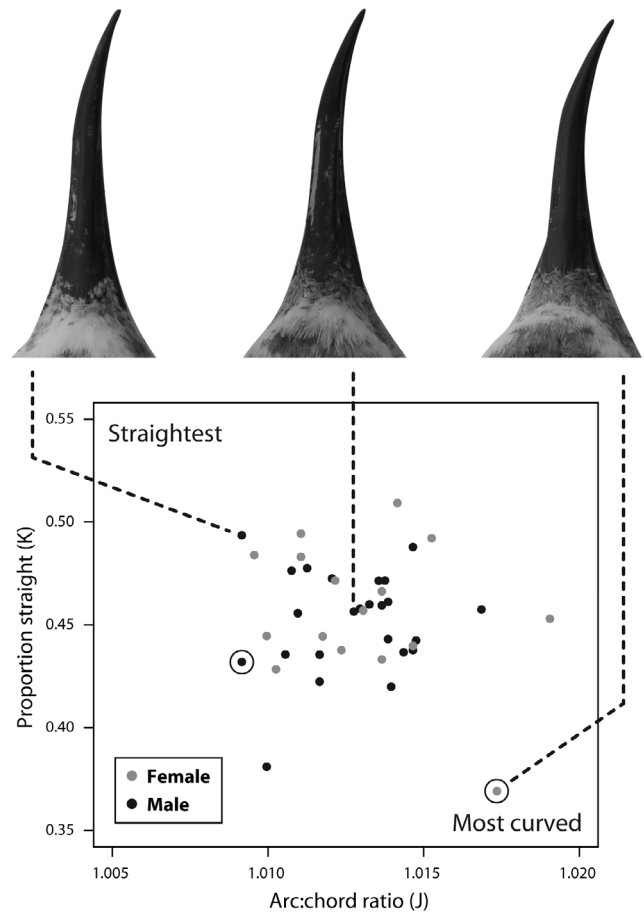 0.55
Straightest
0.50
0.45
0.40
0.35
Proportion straight (K)
Female
Male
Most curved
1.005
1.010
1.015
1.020
Arc:chord ratio (J)